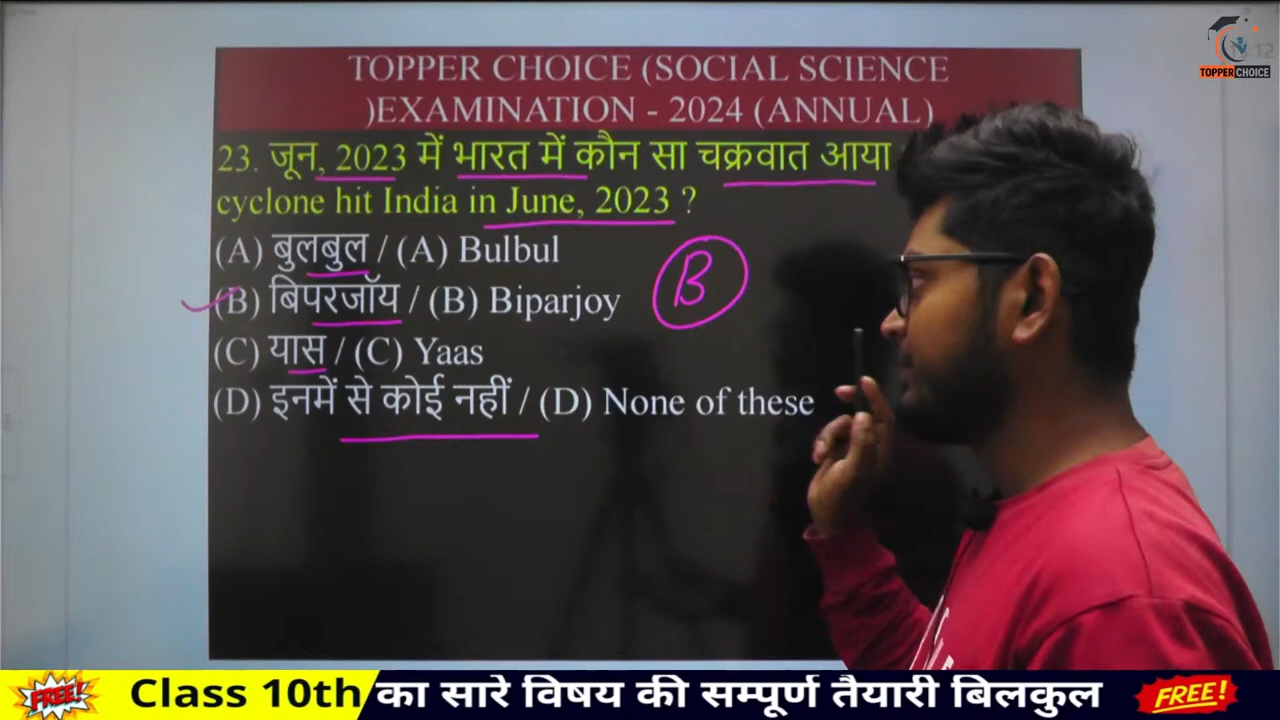 TOPPER CHOICE
TOPPER CHOICE (SOCIAL SCIENCE
)EXAMINATION - 2024 (ANNUAL)
23. जून, 2023 में भारत में कौन सा चक्रवात आया
cyclone hit India in June, 2023 ?
(A) बुलबुल / (A) Bulbul
(B) बिपरजॉय / (B) Biparjoy
B
(C) यास / (C) Yaas
(D) इनमें से कोई नहीं / (D) None of these
FREE! Class 10th का सारे विषय की सम्पूर्ण तैयारी बिलकुल FREE!